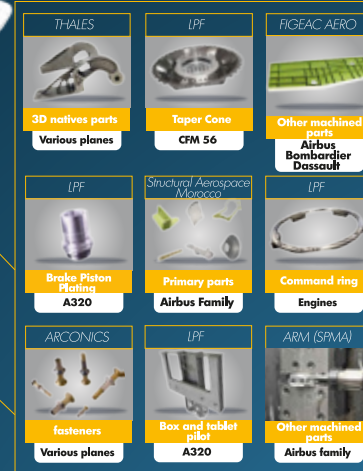 THALES
3D natives parts
Various planes
LPF
Taper Cone
CFM 56
FIGEAC AERO
Other machined
parts
Airbus
Bombardier
Dassault
LPF
Brake Piston
Plating
A320
Structural Aerospace
Morocco
Primary parts
Airbus Family
LPF
Command ring
Engines
ARCONICS
fasteners
Various planes
LPF
Box and tablet
pilot
A320
ARM (SPMA)
Other machined
parts
Airbus family